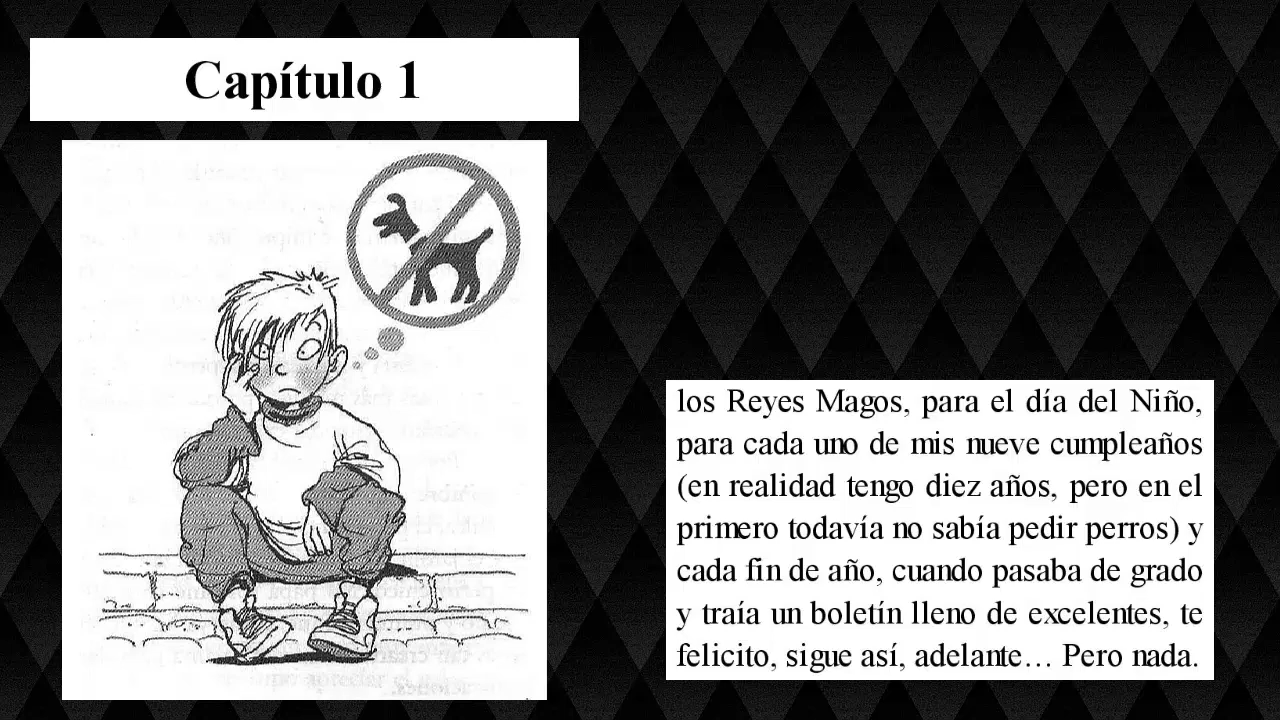 Capítulo 1
los Reyes Magos, para el día del Niño,
para cada uno de mis nueve cumpleaños
(en realidad tengo diez años, pero en el
primero todavía no sabía pedir perros) y
cada fin de año, cuando pasaba de grado
y traía un boletín lleno de excelentes, te
felicito, sigue así, adelante… Pero nada.